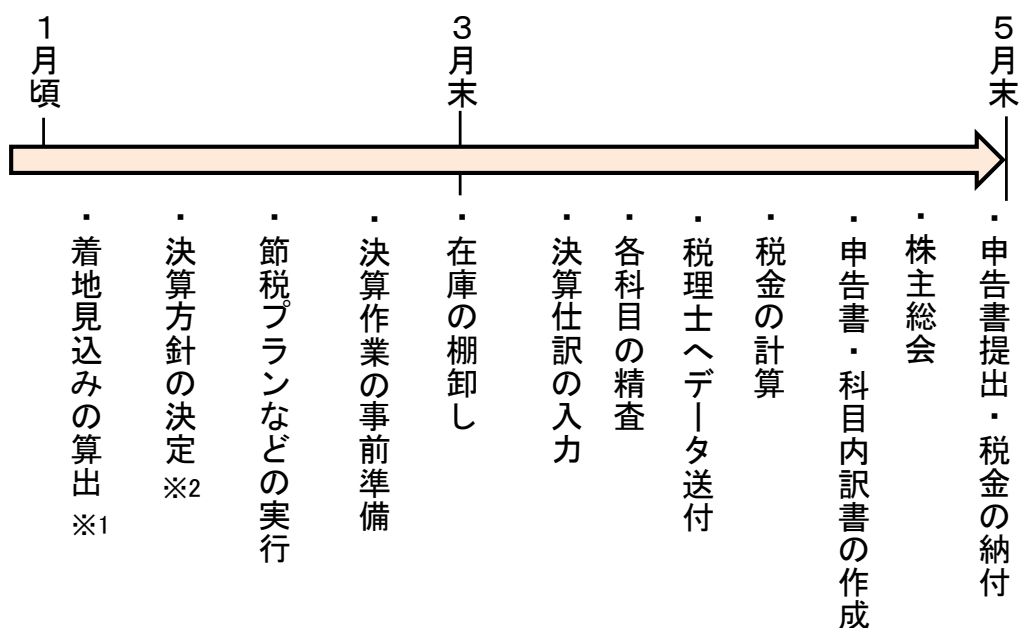 1月頃
3月末
5月末
・着地見込みの算出 ※1
・決算方針の決定 ※2
・節税プランなどの実行
・決算作業の事前準備
・在庫の棚卸し
・決算仕訳の入力
・各科目の精査
・税理士へデータ送付
・税金の計算
・申告書・科目内訳書の作成
・株主総会
・申告書提出・税金の納付